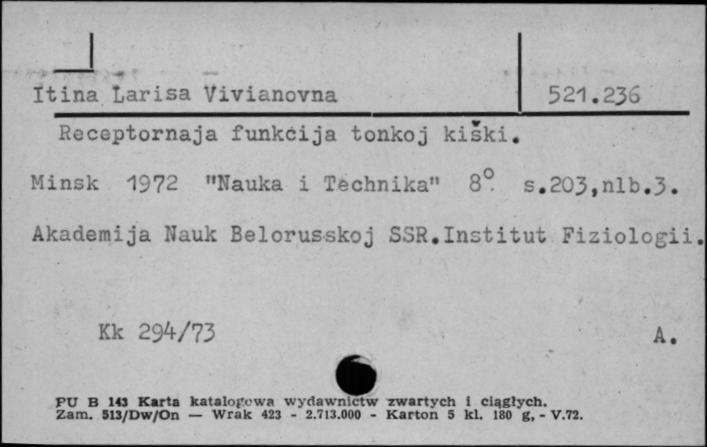 Itina Larisa Vivianovna 521.236
Receptornaja funkcija tonkoj kiški.
Minsk 1972 "Nauka i Technika" 8°. s.203,nlb.3.
Akademija Nauk Belorusskoj SSR.Institut Fiziologii.
Kk 294/73 A.
PU B 143 Karta katalogowa wydawnictw zwartych i ciągłych.
Zam. 513/Dw/On — Wrak 423 - 2.713.000 - Karton 5 kl. 180 g, - V.72.